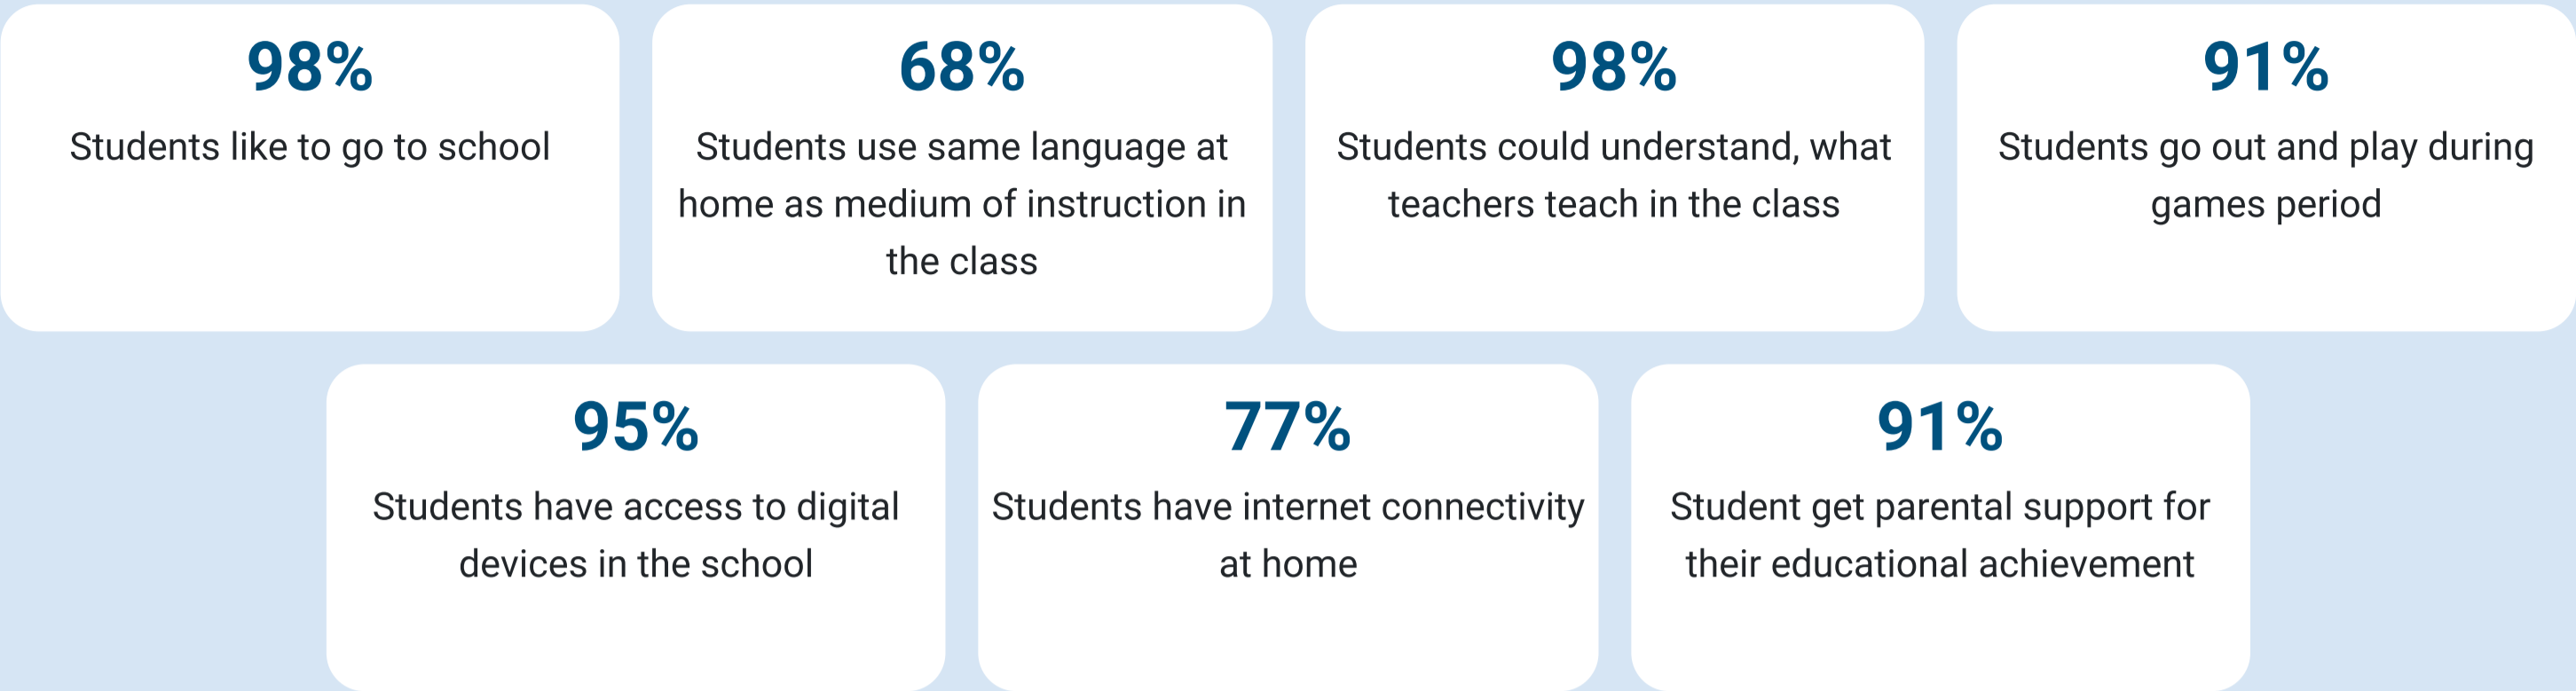 98%
Students like to go to school
68%
Students use same language at
home as medium of instruction in
the class
98%
Students could understand, what
teachers teach in the class
91%
Students go out and play during
games period
95%
Students have access to digital
devices in the school
77%
Students have internet connectivity
at home
91%
Student get parental support for
their educational achievement